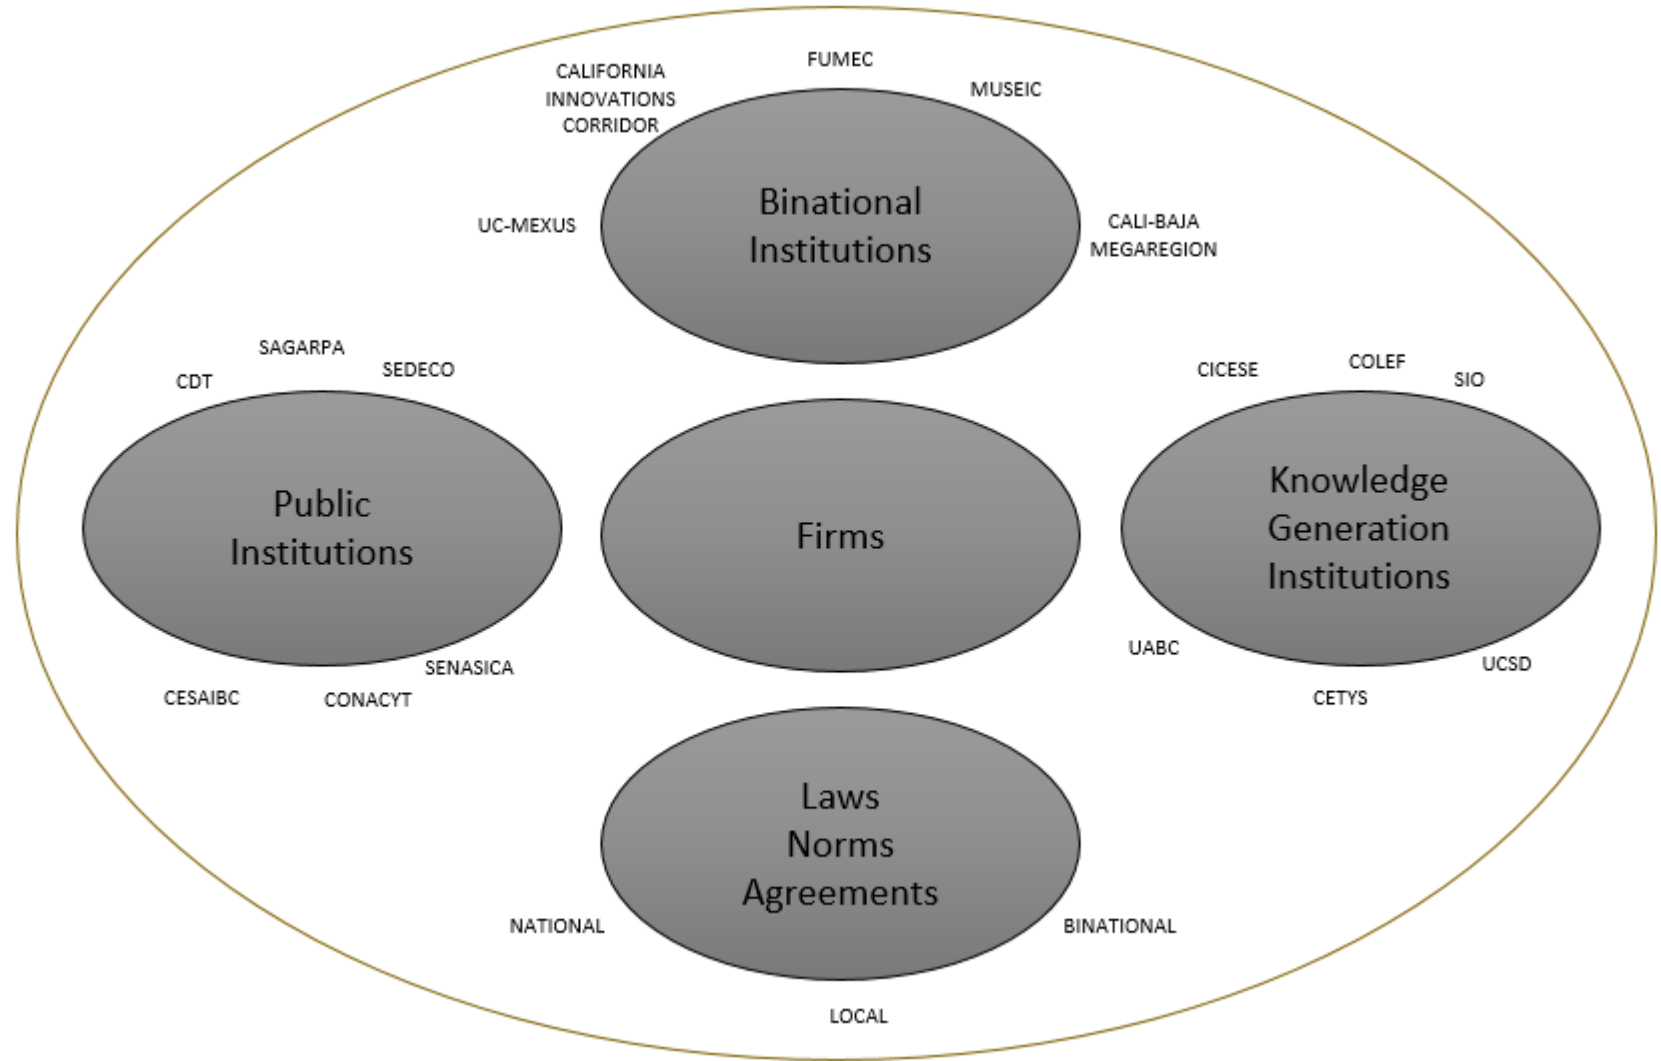 FUMEC
CALIFORNIA
INNOVATIONS
CORRIDOR
MUSEIC
Binational
Institutions
UC-MEXUS
CALI-BAJA
MEGAREGION
SAGARPA
CDT
SEDECO
Public
Institutions
CESAIBC
CONACYT
SENASICA
Firms
CICESE
COLEF
SIO
Knowledge
Generation
Institutions
UABC
CETYS
UCSD
Laws
Norms
Agreements
NATIONAL
BINATIONAL
LOCAL